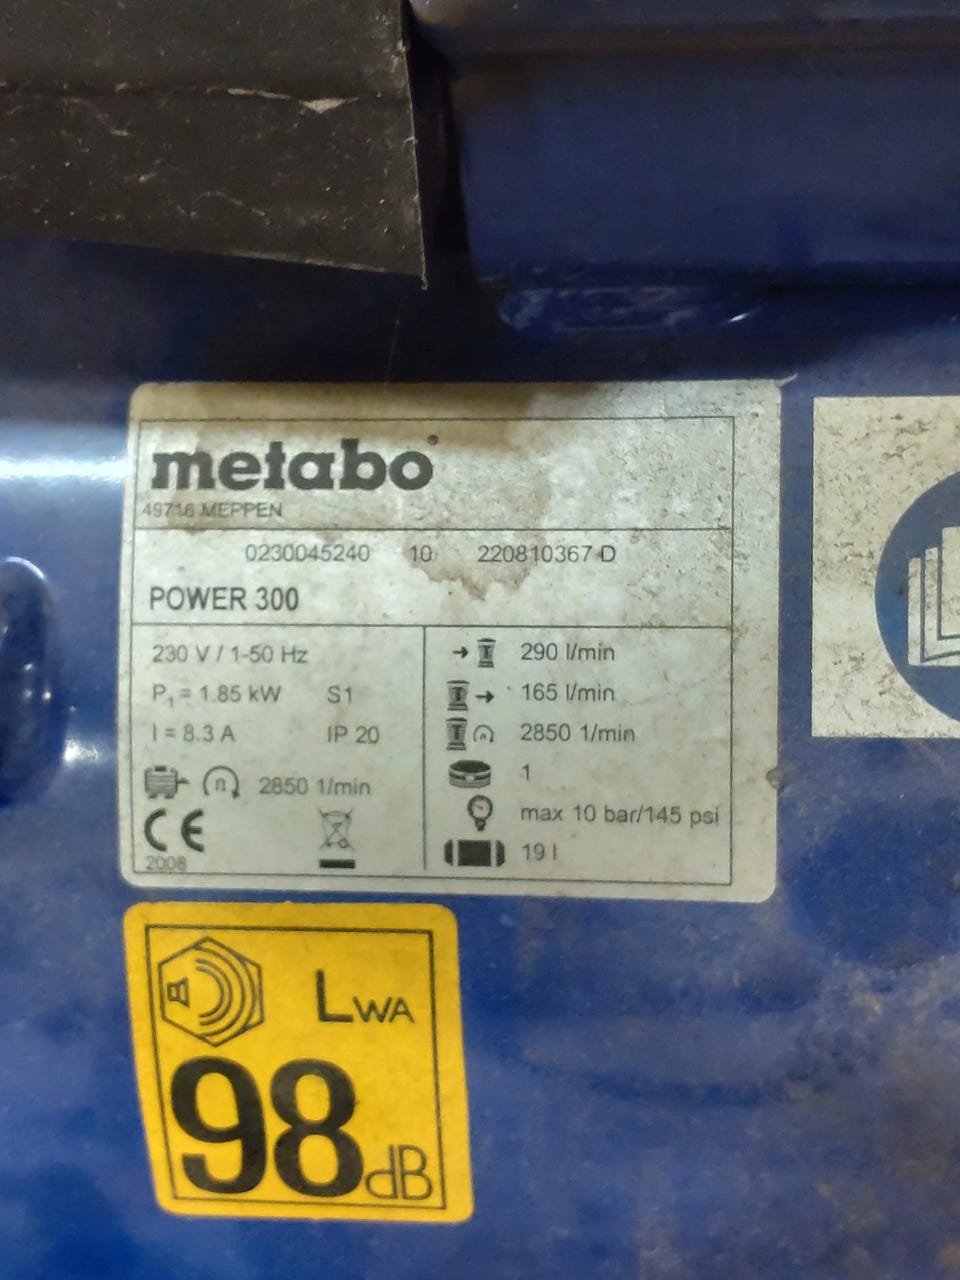 metabo
49716 MEPPEN
0230045240 10 220810367 D
POWER 300
230 V / 1~50 Hz
P1 = 1.85 kW S1
I = 8.3 A IP 20
n 2850 1/min
CE
2008
290 l/min
165 l/min
2850 1/min
1
max 10 bar/145 psi
19 l
LWA
98 dB